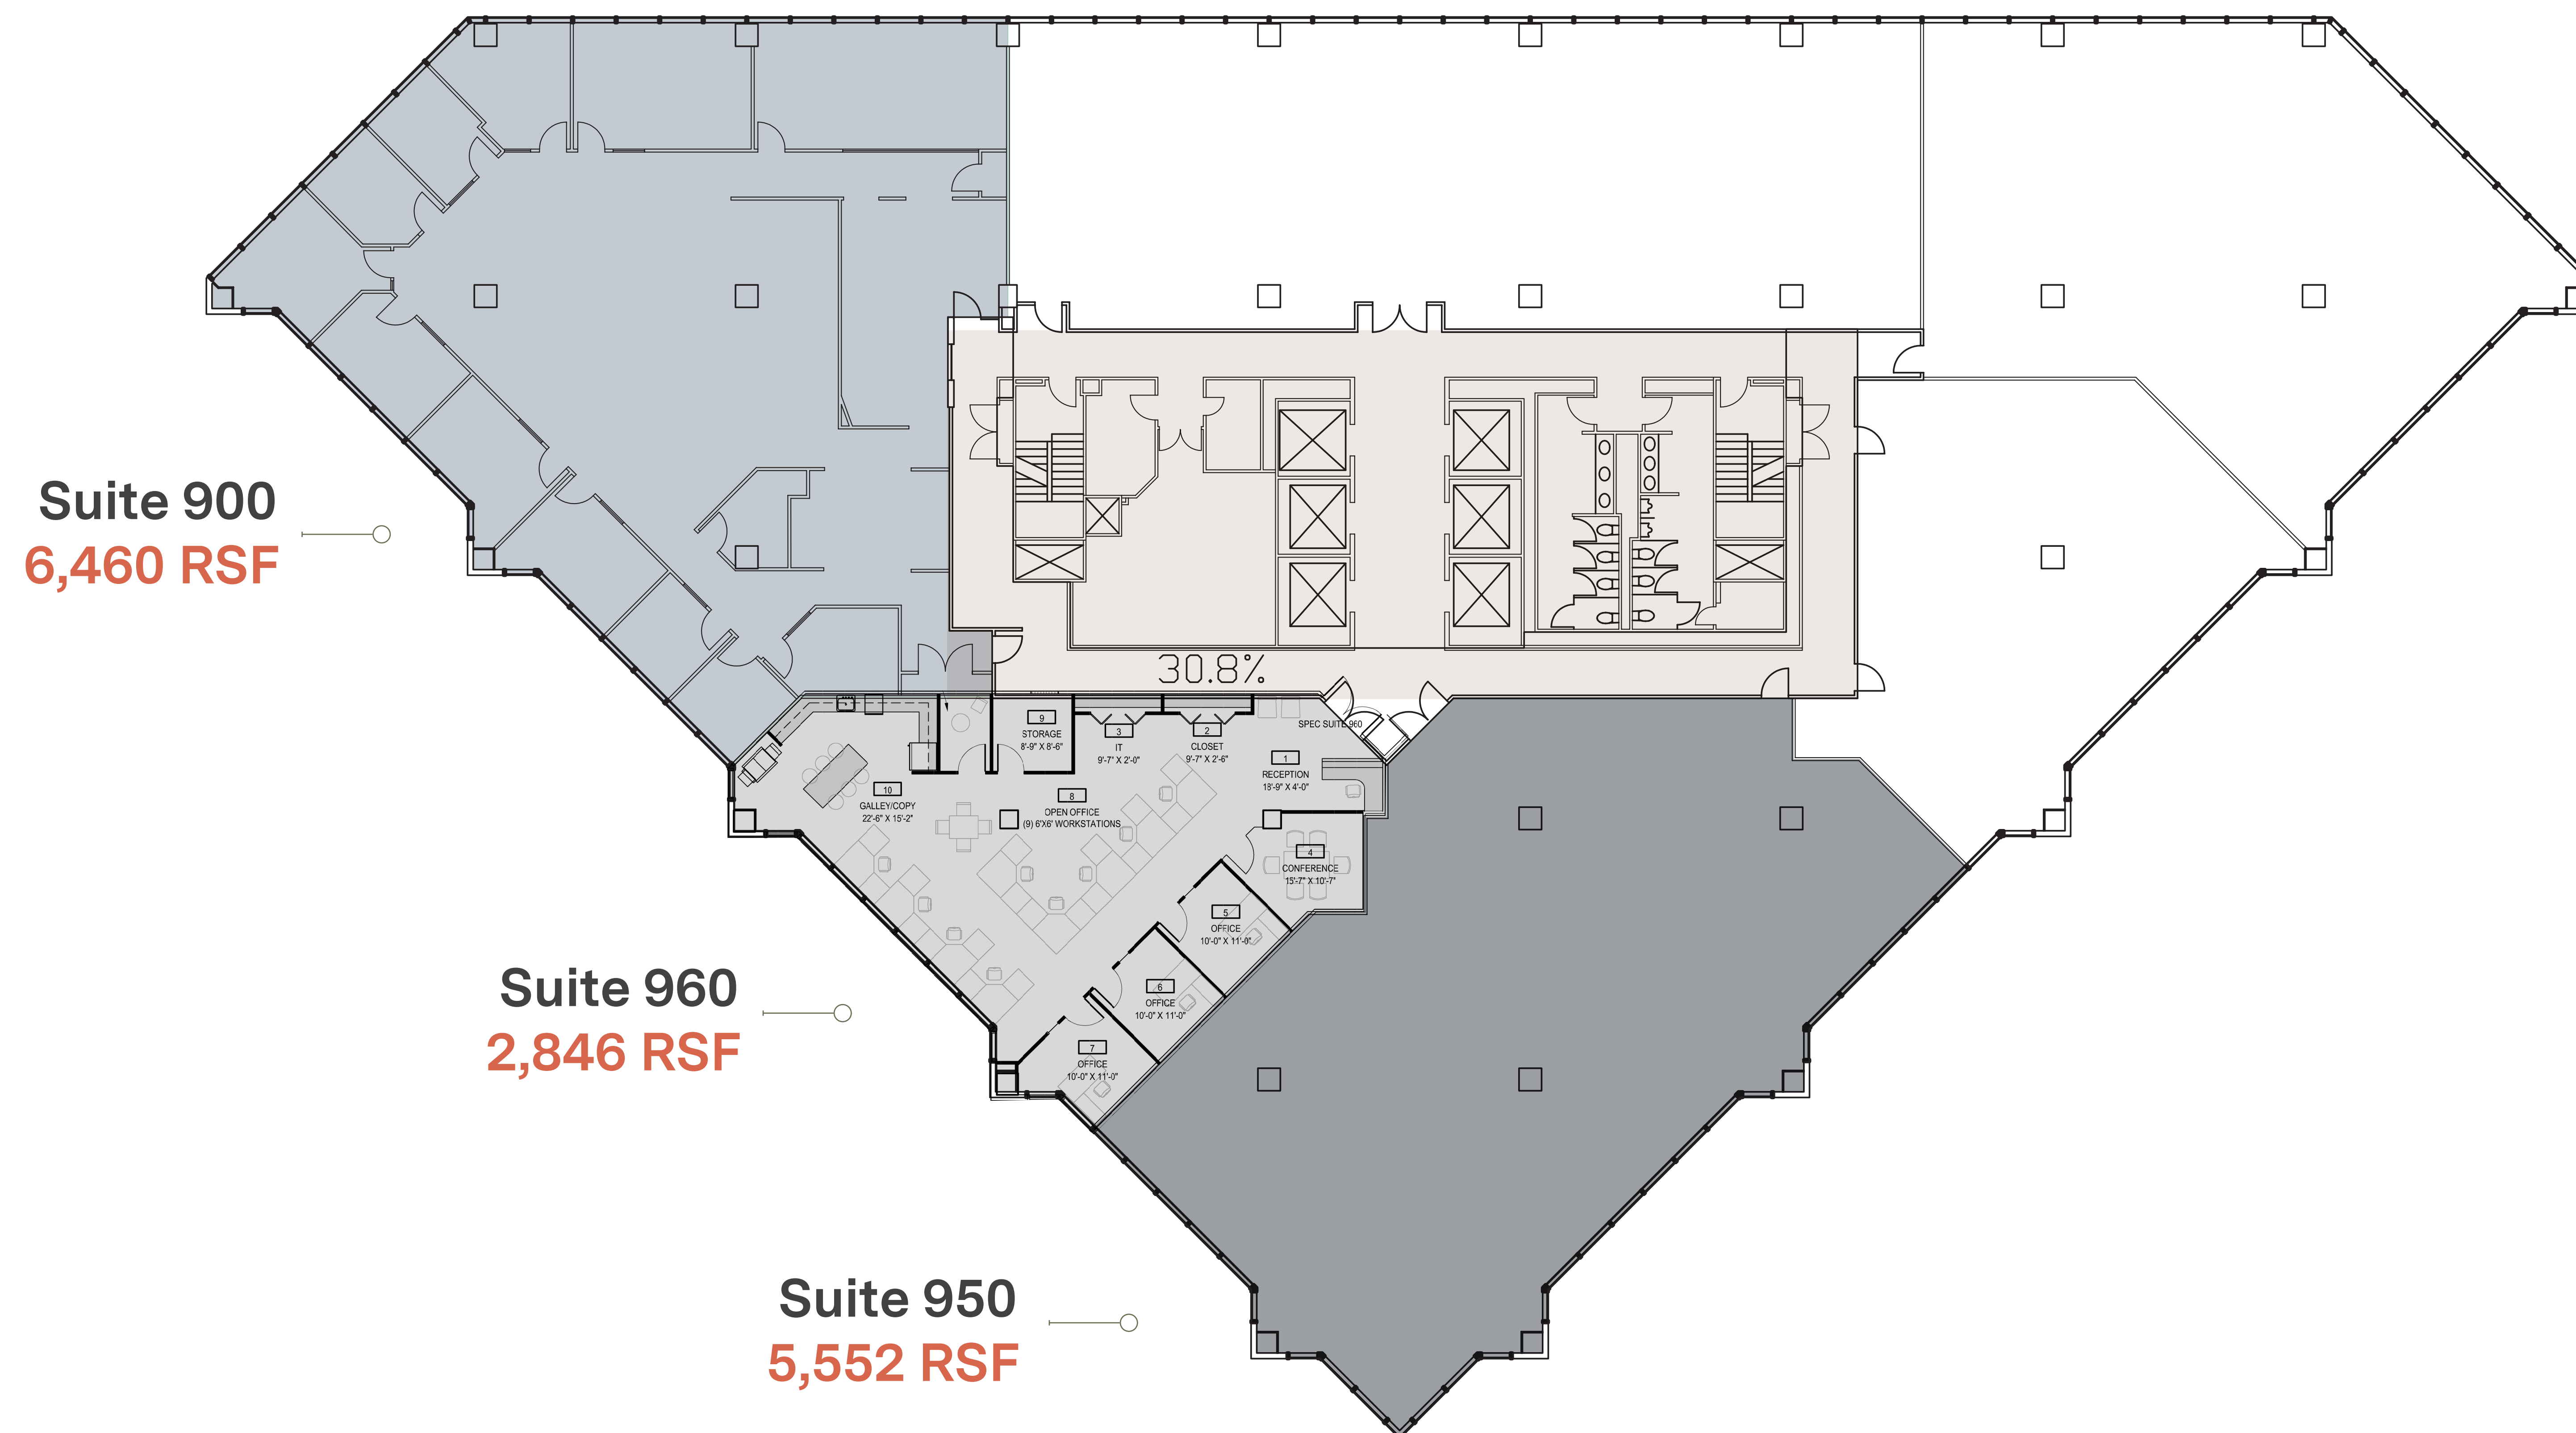 Suite 900
6,460 RSF
30.8%
SPEC SUITE 960
9
STORAGE
8'-9" X 8'-6"
3
IT
9'-7" X 2'-0"
2
CLOSET
9'-7" X 2'-6"
1
RECEPTION
18'-9" X 4'-0"
10
GALLEY/COPY
22'-6" X 15'-2"
8
OPEN OFFICE
(9) 6'X6' WORKSTATIONS
4
CONFERENCE
15'-7" X 10'-7"
5
OFFICE
10'-0" X 11'-0"
6
OFFICE
10'-0" X 11'-0"
7
OFFICE
10'-0" X 11'-0"
Suite 960
2,846 RSF
Suite 950
5,552 RSF